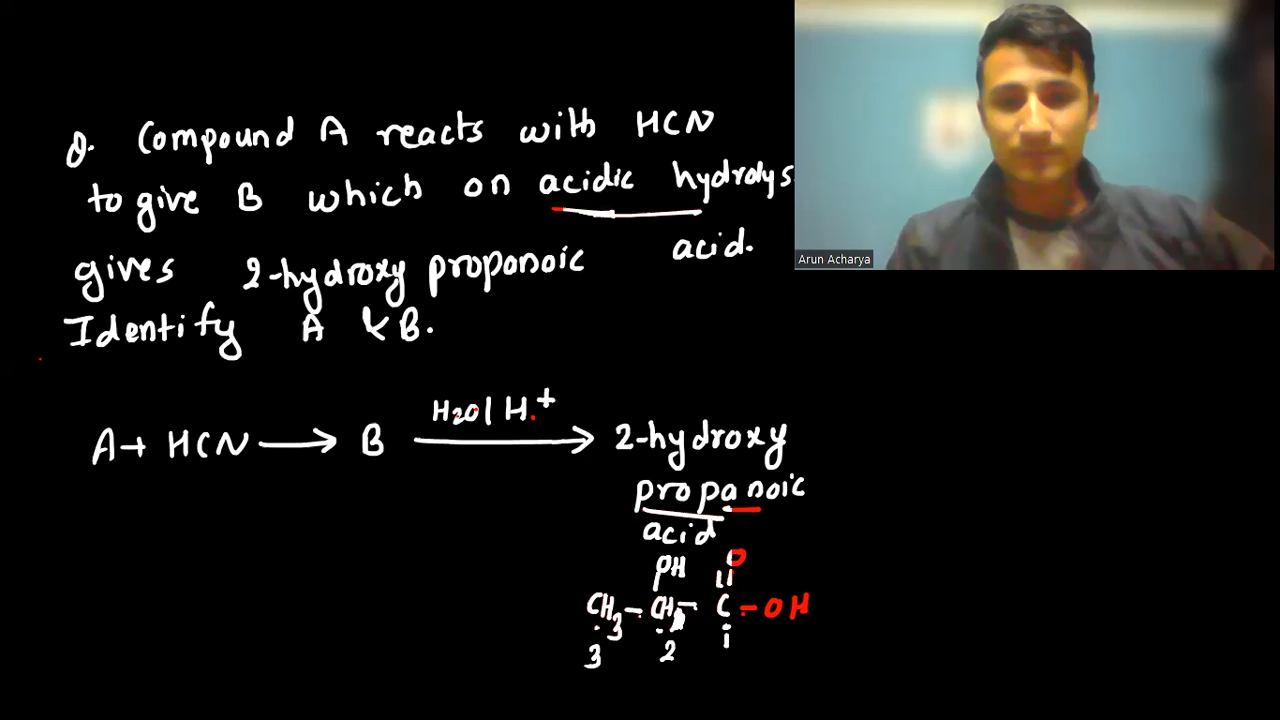 Q. Compound A reacts with HCN
to give B which on acidic hydrolys
gives 2-hydroxy propanoic acid.
Identify A & B.
A + HCN → B H2O/H+ → 2-hydroxy
propanoic
acid
OH O
CH3 - CH - C - OH
3 2 1
Arun Acharya